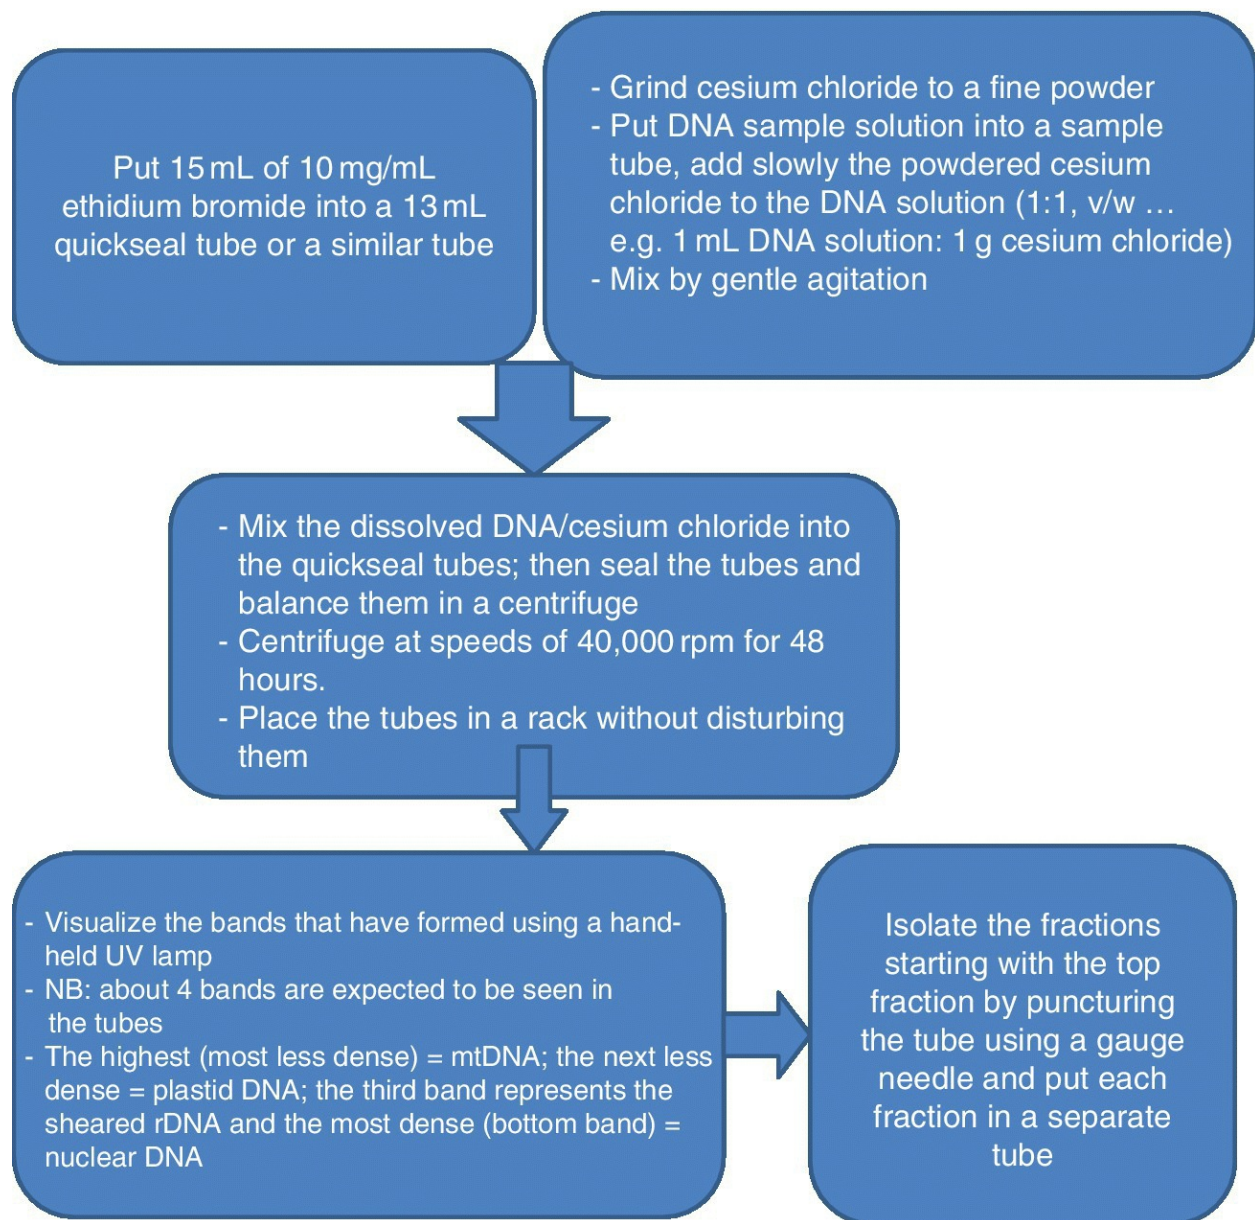 Put 15 mL of 10 mg/mL
ethidium bromide into a 13 mL
quickseal tube or a similar tube
- Grind cesium chloride to a fine powder
- Put DNA sample solution into a sample
tube, add slowly the powdered cesium
chloride to the DNA solution (1:1, v/w …
e.g. 1 mL DNA solution: 1 g cesium chloride)
- Mix by gentle agitation
- Mix the dissolved DNA/cesium chloride into
the quickseal tubes; then seal the tubes and
balance them in a centrifuge
- Centrifuge at speeds of 40,000 rpm for 48
hours.
- Place the tubes in a rack without disturbing
them
- Visualize the bands that have formed using a hand-
held UV lamp
- NB: about 4 bands are expected to be seen in
the tubes
- The highest (most less dense) = mtDNA; the next less
dense = plastid DNA; the third band represents the
sheared rDNA and the most dense (bottom band) =
nuclear DNA
Isolate the fractions
starting with the top
fraction by puncturing
the tube using a gauge
needle and put each
fraction in a separate
tube